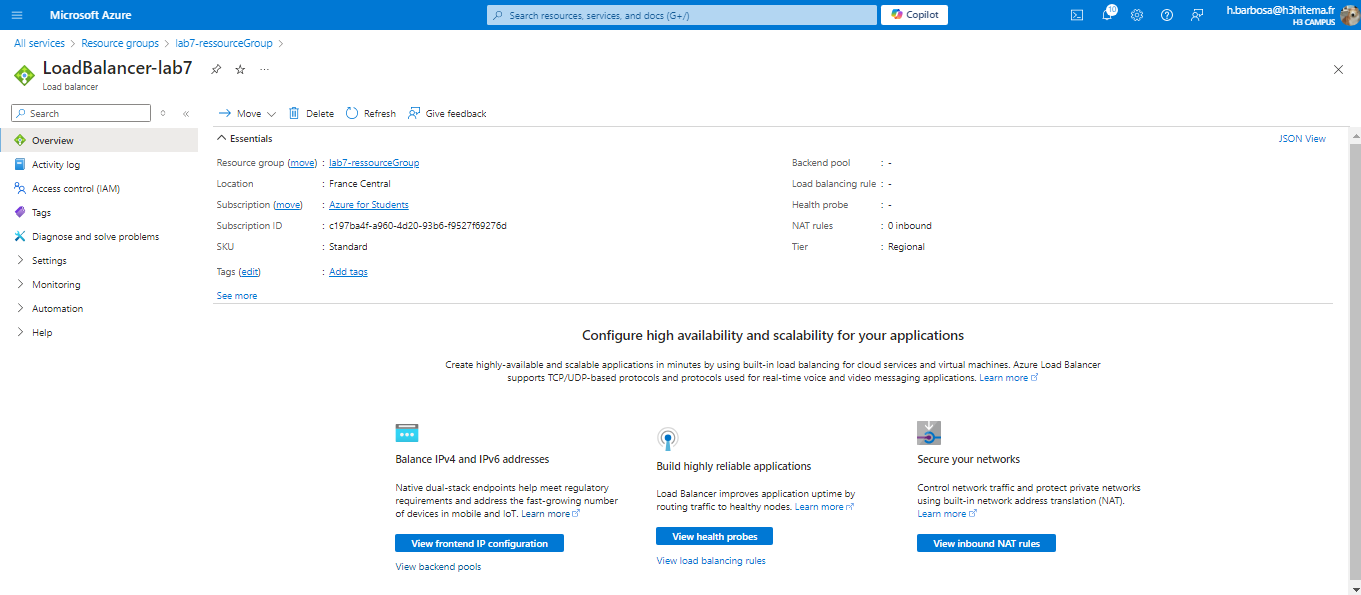 Microsoft Azure
Search resources, services, and docs (G+/)
Copilot
10
h.barbosa@h3hitema.fr
H3 CAMPUS
All services > Resource groups > lab7-ressourceGroup >
LoadBalancer-lab7
Load balancer
Search
Move
Delete
Refresh
Give feedback
Overview
Activity log
Access control (IAM)
Tags
Diagnose and solve problems
Settings
Monitoring
Automation
Help
Essentials
JSON View
Resource group (move) : lab7-ressourceGroup
Location : France Central
Subscription (move) : Azure for Students
Subscription ID : c197ba4f-a960-4d20-93b6-f9527f69276d
SKU : Standard
Tags (edit) : Add tags
See more
Backend pool : -
Load balancing rule : -
Health probe : -
NAT rules : 0 inbound
Tier : Regional
Configure high availability and scalability for your applications
Create highly-available and scalable applications in minutes by using built-in load balancing for cloud services and virtual machines. Azure Load Balancer
supports TCP/UDP-based protocols and protocols used for real-time voice and video messaging applications. Learn more
Balance IPv4 and IPv6 addresses
Native dual-stack endpoints help meet regulatory
requirements and address the fast-growing number
of devices in mobile and IoT. Learn more
View frontend IP configuration
View backend pools
Build highly reliable applications
Load Balancer improves application uptime by
routing traffic to healthy nodes. Learn more
View health probes
View load balancing rules
Secure your networks
Control network traffic and protect private networks
using built-in network address translation (NAT).
Learn more
View inbound NAT rules